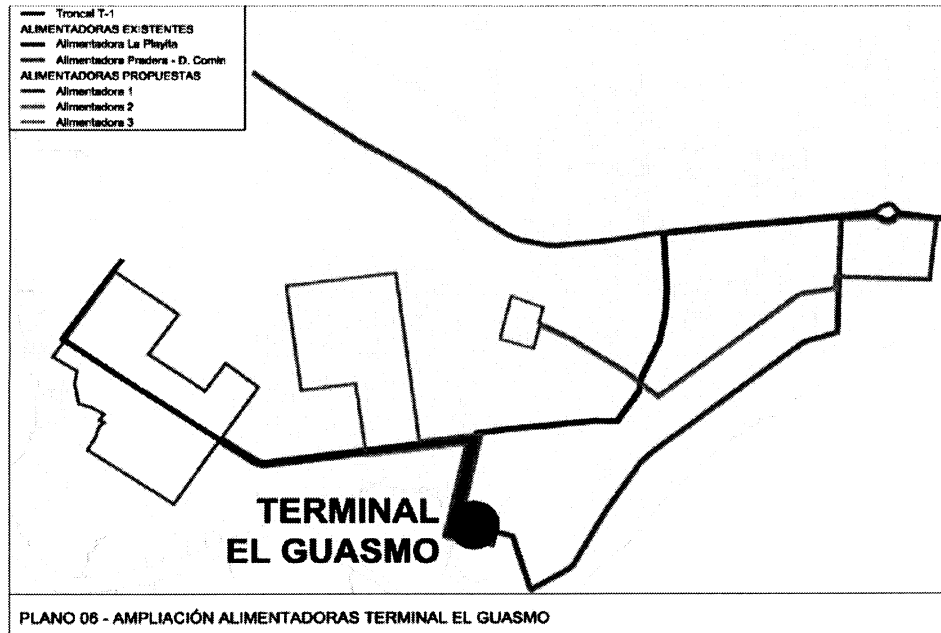 Troncal T-1
ALIMENTADORAS EXISTENTES
Alimentadora La Playita
Alimentadora Pradera - D. Comín
ALIMENTADORAS PROPUESTAS
Alimentadora 1
Alimentadora 2
Alimentadora 3
TERMINAL
EL GUASMO
PLANO 06 - AMPLIACIÓN ALIMENTADORAS TERMINAL EL GUASMO